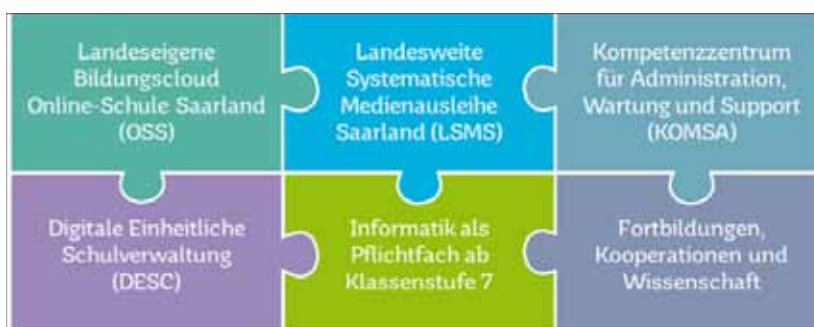 Landeseigene
Bildungscloud
Online-Schule Saarland
(OSS)
Landesweite
Systematische
Medienausleihe
Saarland (LSMS)
Kompetenzzentrum
für Administration,
Wartung und Support
(KOMSA)
Digitale Einheitliche
Schulverwaltung
(DESC)
Informatik als
Pflichtfach ab
Klassenstufe 7
Fortbildungen,
Kooperationen und
Wissenschaft